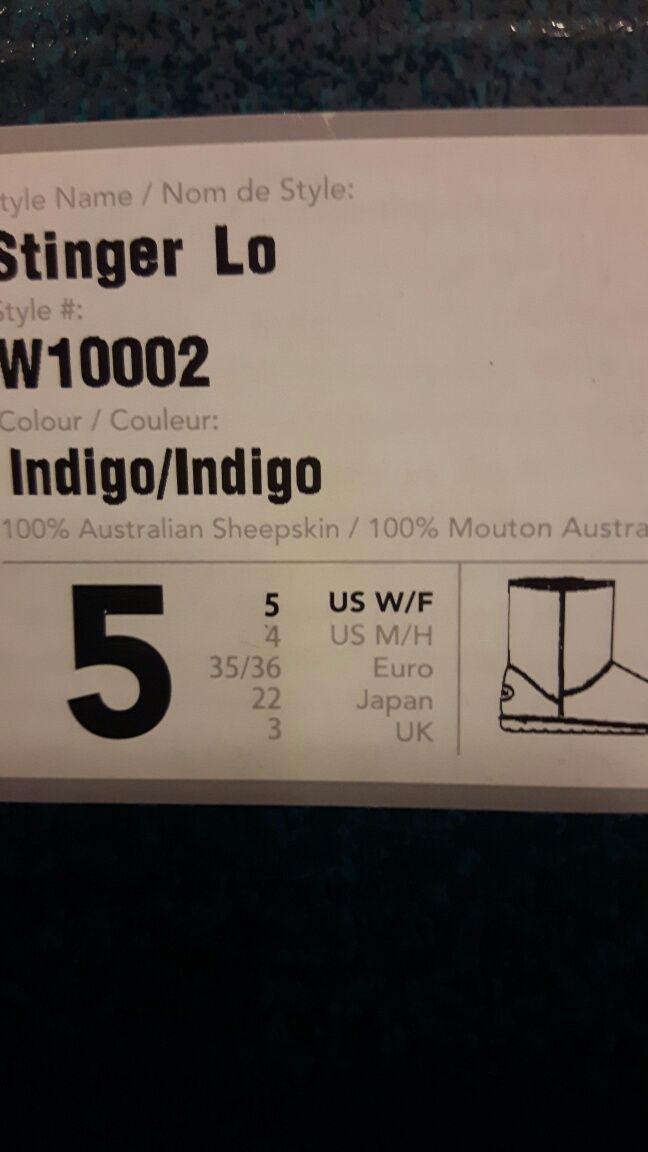 tyle Name / Nom de Style:
Stinger Lo
Style #:
W10002
Colour / Couleur:
Indigo/Indigo
100% Australian Sheepskin / 100% Mouton Austra
5
5 US W/F
4 US M/H
35/36 Euro
22 Japan
3 UK